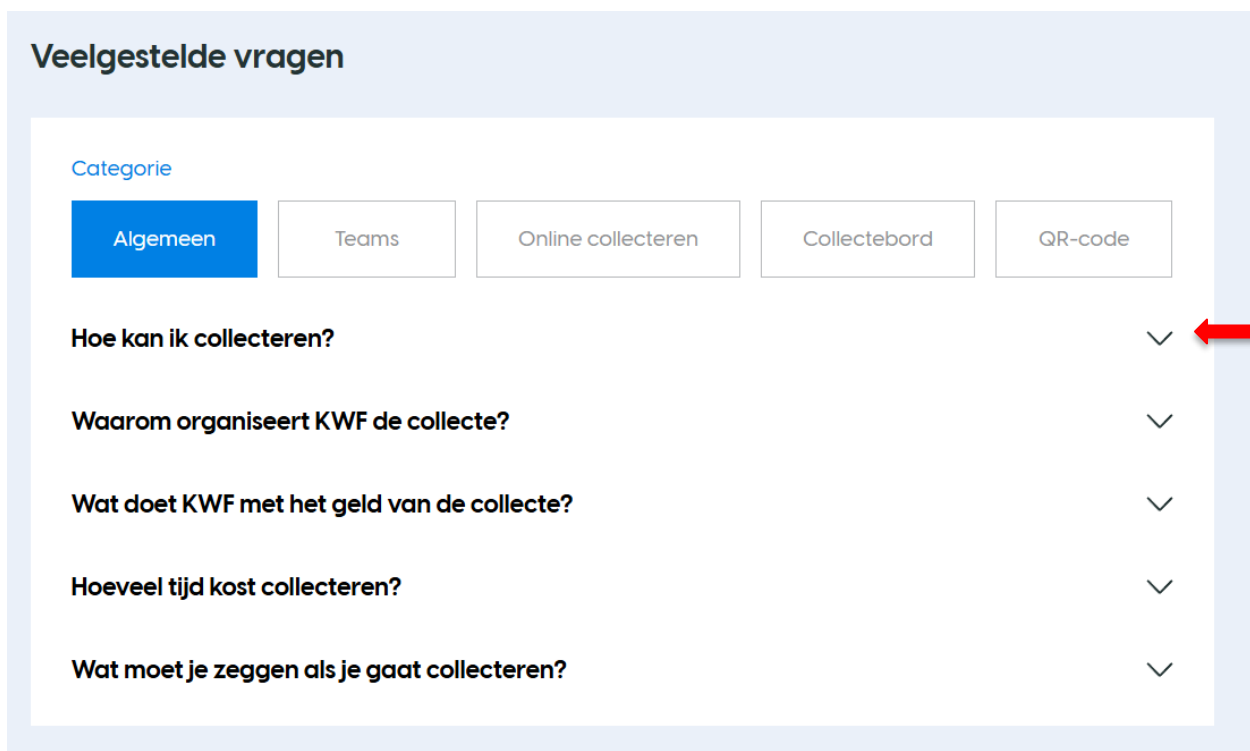 Veelgestelde vragen
Categorie
Algemeen Teams Online collecteren Collectebord QR-code
Hoe kan ik collecteren?
Waarom organiseert KWF de collecte?
Wat doet KWF met het geld van de collecte?
Hoeveel tijd kost collecteren?
Wat moet je zeggen als je gaat collecteren?